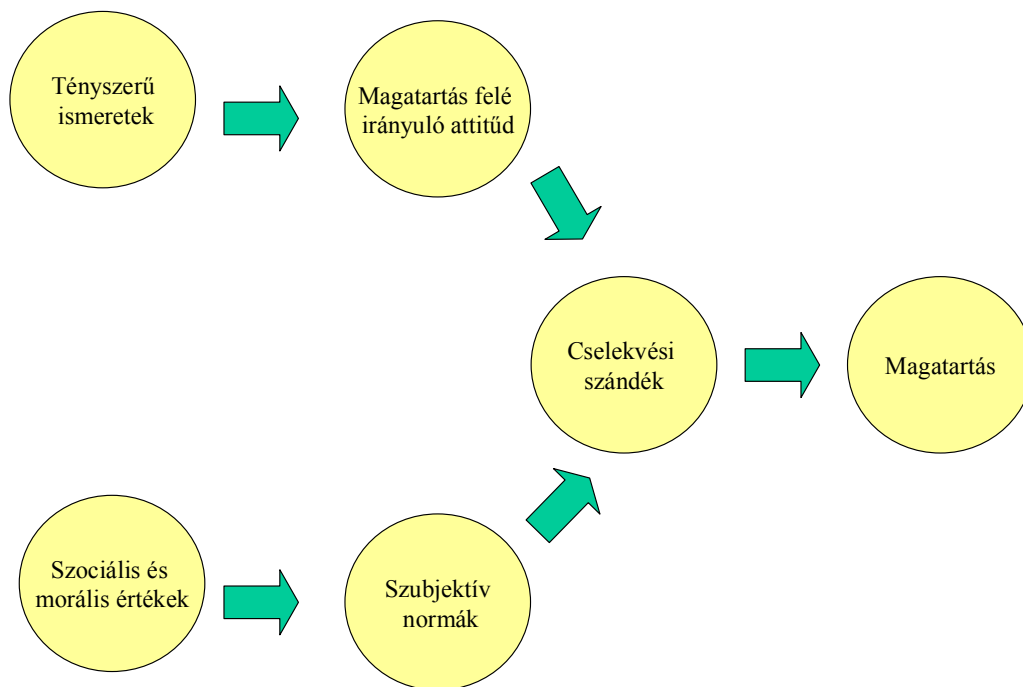 Tényszerű
ismeretek
Magatartás felé
irányuló attitűd
Cselekvési
szándék
Magatartás
Szociális és
morális értékek
Szubjektív
normák